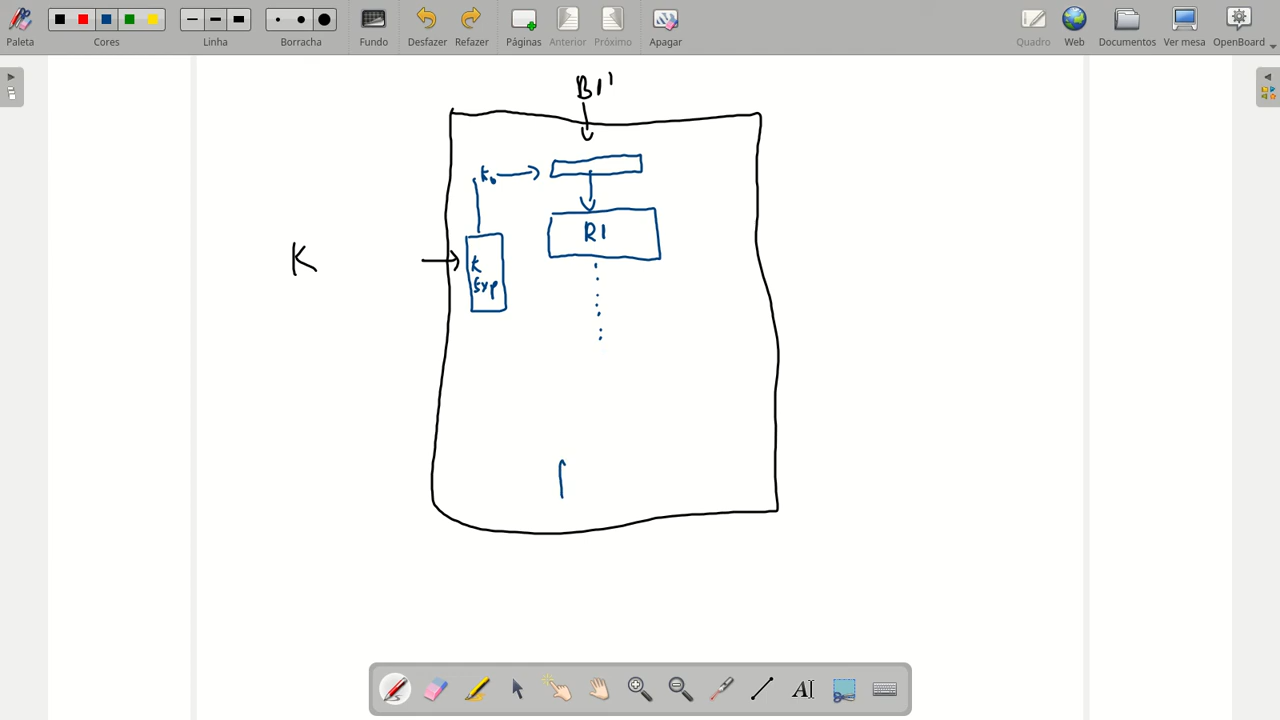 Paleta
Cores
Linha
Borracha
Fundo
Desfazer
Refazer
Páginas
Anterior
Próximo
Apagar
Quadro
Web
Documentos
Ver mesa
OpenBoard
B1'
K0
R1
K
K
Exp